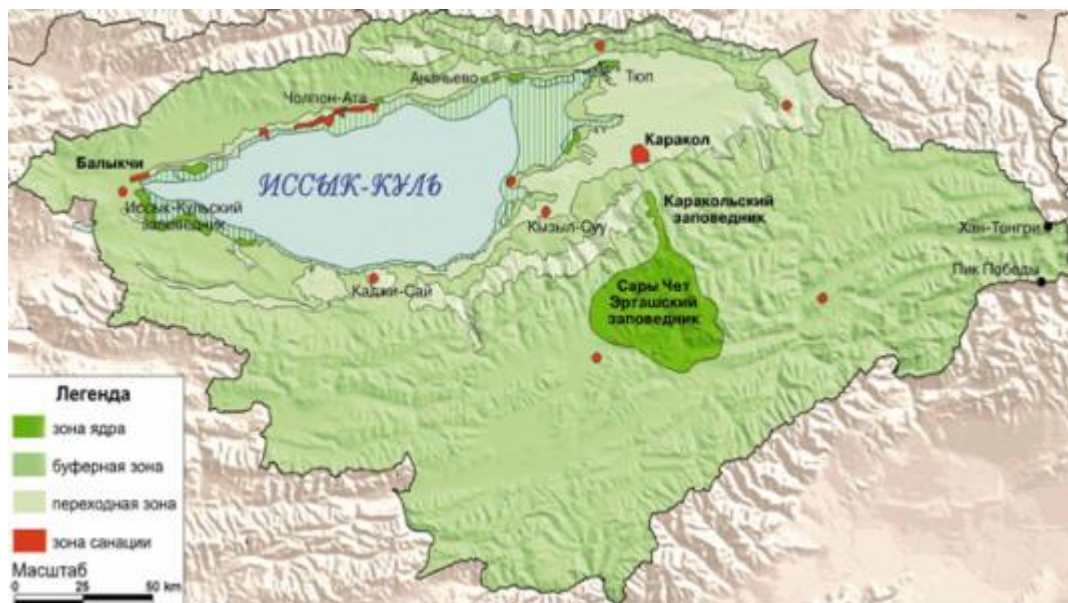 Ананьево
Тюп
Чолпон-Ата
Балыкчи
Каракол
ИССЫК-КУЛЬ
Иссык-Кульский
заповедник
Каракольский
заповедник
Кызыл-Суу
Хан-Тенгри
Каджи-Сай
Пик Победы
Сары Чет
Эрташский
заповедник
Легенда
зона ядра
буферная зона
переходная зона
зона санации
Масштаб
0 25 50 km